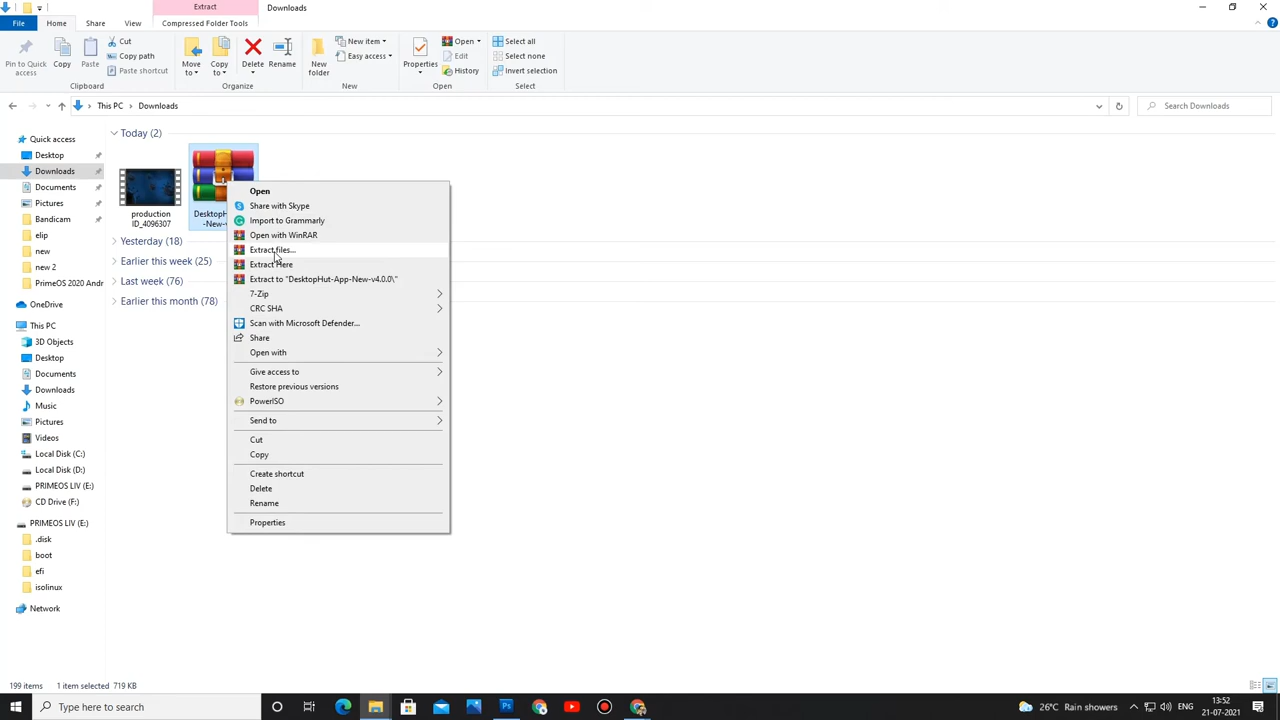 Extract
Downloads
File
Home
Share
View
Compressed Folder Tools
Pin to Quick access
Copy
Paste
Cut
Copy path
Paste shortcut
Clipboard
Move to
Copy to
Delete
Rename
Organize
New folder
New item
Easy access
New
Properties
Open
Edit
History
Open
Select all
Select none
Invert selection
Select
This PC
Downloads
Search Downloads
Quick access
Desktop
Downloads
Documents
Pictures
Bandicam
elip
new
new 2
PrimeOS 2020 Andr
OneDrive
This PC
3D Objects
Desktop
Documents
Downloads
Music
Pictures
Videos
Local Disk (C:)
Local Disk (D:)
PRIMEOS LIV (E:)
CD Drive (F:)
PRIMEOS LIV (E:)
.disk
boot
efi
isolinux
Network
Today (2)
production
ID_4096307
DesktopH
-New-v
Yesterday (18)
Earlier this week (25)
Last week (76)
Earlier this month (78)
Open
Share with Skype
Import to Grammarly
Open with WinRAR
Extract files...
Extract Here
Extract to "DesktopHut-App-New-v4.0.0\"
7-Zip
CRC SHA
Scan with Microsoft Defender...
Share
Open with
Give access to
Restore previous versions
PowerISO
Send to
Cut
Copy
Create shortcut
Delete
Rename
Properties
199 items
1 item selected 719 KB
Type here to search
Ps
26°C Rain showers
ENG
13:52
21-07-2021